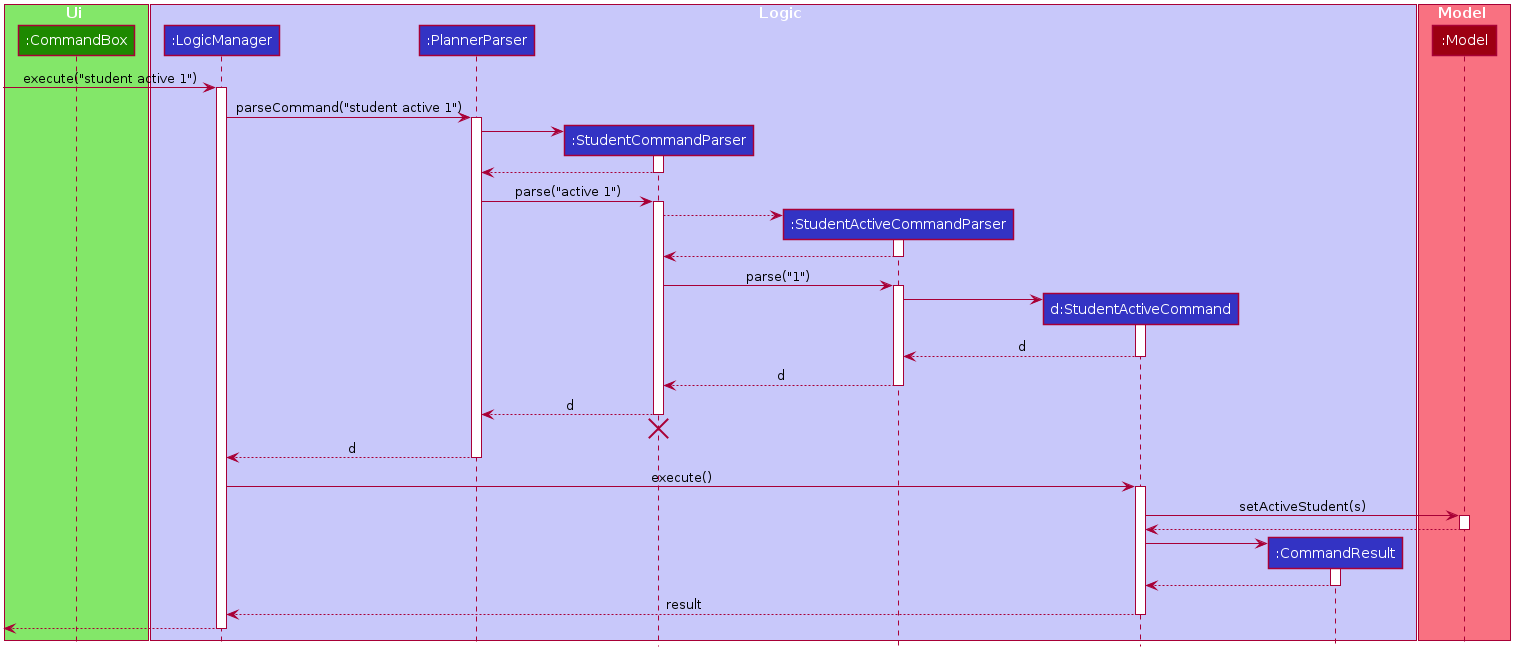 Ui
Logic
Model
:CommandBox
:LogicManager
:PlannerParser
:Model
execute("student active 1")
parseCommand("student active 1")
:StudentCommandParser
parse("active 1")
:StudentActiveCommandParser
parse("1")
d:StudentActiveCommand
d
d
d
d
execute()
setActiveStudent(s)
:CommandResult
result